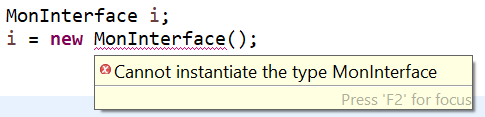 MonInterface i;
i = new MonInterface();
Cannot instantiate the type MonInterface
Press 'F2' for focus